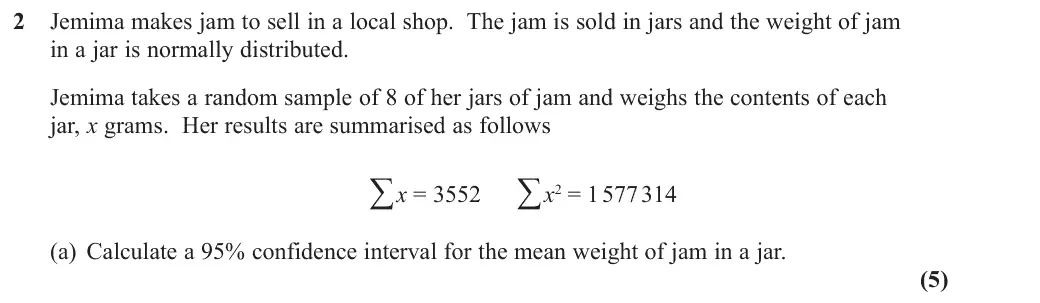 2 Jemima makes jam to sell in a local shop. The jam is sold in jars and the weight of jam
in a jar is normally distributed.
Jemima takes a random sample of 8 of her jars of jam and weighs the contents of each
jar, x grams. Her results are summarised as follows
∑x = 3552 ∑x² = 1 577 314
(a) Calculate a 95% confidence interval for the mean weight of jam in a jar.
(5)